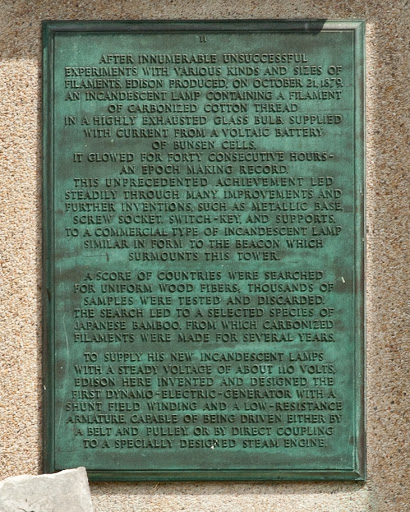 II
AFTER INNUMERABLE UNSUCCESSFUL
EXPERIMENTS WITH VARIOUS KINDS AND SIZES OF
FILAMENTS, EDISON PRODUCED, ON OCTOBER 21, 1879,
AN INCANDESCENT LAMP CONTAINING A FILAMENT
OF CARBONIZED COTTON THREAD
IN A HIGHLY EXHAUSTED GLASS BULB, SUPPLIED
WITH CURRENT FROM A VOLTAIC BATTERY
OF BUNSEN CELLS.
IT GLOWED FOR FORTY CONSECUTIVE HOURS-
AN EPOCH MAKING RECORD.
THIS UNPRECEDENTED ACHIEVEMENT LED
STEADILY THROUGH MANY IMPROVEMENTS AND
FURTHER INVENTIONS, SUCH AS METALLIC BASE,
SCREW SOCKET, SWITCH-KEY, AND SUPPORTS,
TO A COMMERCIAL TYPE OF INCANDESCENT LAMP
SIMILAR IN FORM TO THE BEACON WHICH
SURMOUNTS THIS TOWER.
A SCORE OF COUNTRIES WERE SEARCHED
FOR UNIFORM WOOD FIBERS; THOUSANDS OF
SAMPLES WERE TESTED AND DISCARDED.
THE SEARCH LED TO A SELECTED SPECIES OF
JAPANESE BAMBOO, FROM WHICH CARBONIZED
FILAMENTS WERE MADE FOR SEVERAL YEARS.
TO SUPPLY HIS NEW INCANDESCENT LAMPS
WITH A STEADY VOLTAGE OF ABOUT 110 VOLTS,
EDISON HERE INVENTED AND DESIGNED THE
FIRST DYNAMO-ELECTRIC-GENERATOR WITH A
SHUNT FIELD WINDING AND A LOW-RESISTANCE
ARMATURE CAPABLE OF BEING DRIVEN EITHER BY
A BELT AND PULLEY OR BY DIRECT COUPLING
TO A SPECIALLY DESIGNED STEAM ENGINE.